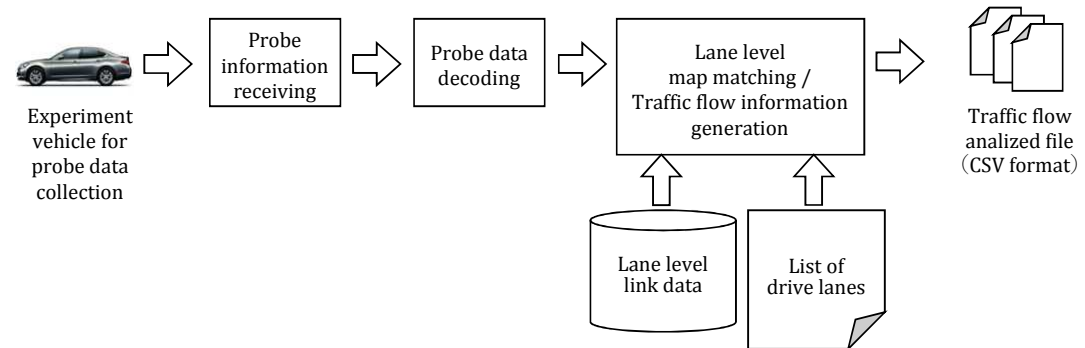 Experiment
vehicle for
probe data
collection
Probe
information
receiving
Probe data
decoding
Lane level
map matching /
Traffic flow information
generation
Traffic flow
analized file
（CSV format）
Lane level
link data
List of
drive lanes